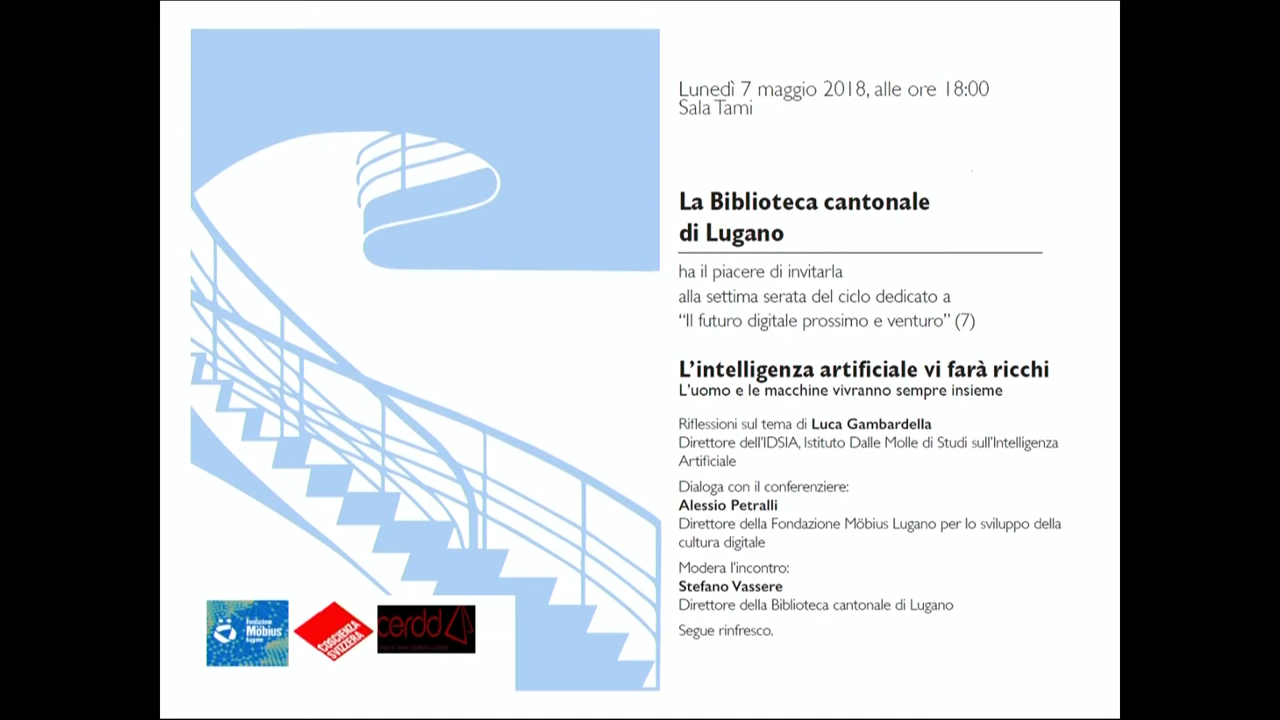 Lunedì 7 maggio 2018, alle ore 18:00
Sala Tami
La Biblioteca cantonale
di Lugano
ha il piacere di invitarla
alla settima serata del ciclo dedicato a
“Il futuro digitale prossimo e venturo” (7)
L’intelligenza artificiale vi farà ricchi
L’uomo e le macchine vivranno sempre insieme
Riflessioni sul tema di Luca Gambardella
Direttore dell’IDSIA, Istituto Dalle Molle di Studi sull’Intelligenza
Artificiale
Dialoga con il conferenziere:
Alessio Petralli
Direttore della Fondazione Möbius Lugano per lo sviluppo della
cultura digitale
Modera l’incontro:
Stefano Vassere
Direttore della Biblioteca cantonale di Lugano
Segue rinfresco.
Fondazione
Möbius
Lugano
COSCIENZA
SVIZZERA
cerdd